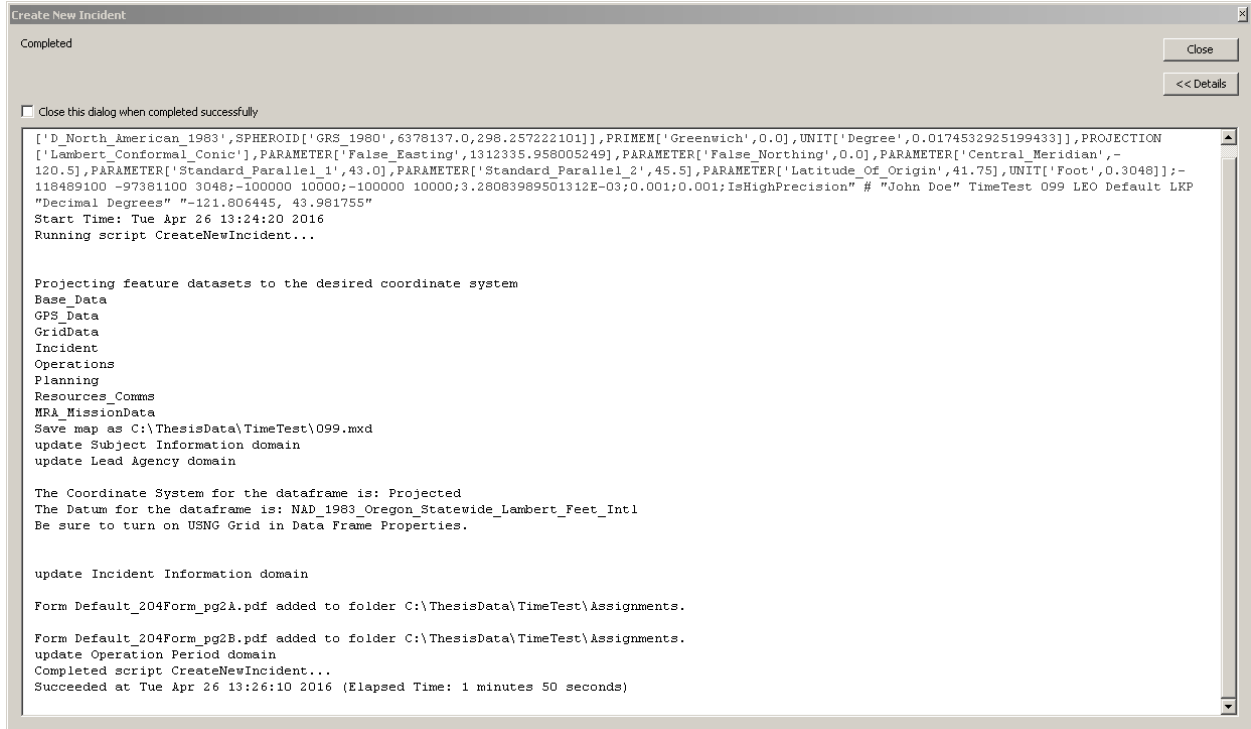 Create New Incident
Completed
Close
<< Details
Close this dialog when completed successfully
['D_North_American_1983',SPHEROID['GRS_1980',6378137.0,298.257222101]],PRIMEM['Greenwich',0.0],UNIT['Degree',0.0174532925199433]],PROJECTION
['Lambert_Conformal_Conic'],PARAMETER['False_Easting',1312335.958005249],PARAMETER['False_Northing',0.0],PARAMETER['Central_Meridian',-
120.5],PARAMETER['Standard_Parallel_1',43.0],PARAMETER['Standard_Parallel_2',45.5],PARAMETER['Latitude_Of_Origin',41.75],UNIT['Foot',0.3048]];-
118489100 -97381100 3048;-100000 10000;-100000 10000;3.28083989501312E-03;0.001;0.001;IsHighPrecision" # "John Doe" TimeTest 099 LEO Default LKP
"Decimal Degrees" "-121.806445, 43.981755"
Start Time: Tue Apr 26 13:24:20 2016
Running script CreateNewIncident...
Projecting feature datasets to the desired coordinate system
Base_Data
GPS_Data
GridData
Incident
Operations
Planning
Resources_Comms
MRA_MissionData
Save map as C:\ThesisData\TimeTest\099.mxd
update Subject Information domain
update Lead Agency domain
The Coordinate System for the dataframe is: Projected
The Datum for the dataframe is: NAD_1983_Oregon_Statewide_Lambert_Feet_Intl
Be sure to turn on USNG Grid in Data Frame Properties.
update Incident Information domain
Form Default_204Form_pg2A.pdf added to folder C:\ThesisData\TimeTest\Assignments.
Form Default_204Form_pg2B.pdf added to folder C:\ThesisData\TimeTest\Assignments.
update Operation Period domain
Completed script CreateNewIncident...
Succeeded at Tue Apr 26 13:26:10 2016 (Elapsed Time: 1 minutes 50 seconds)